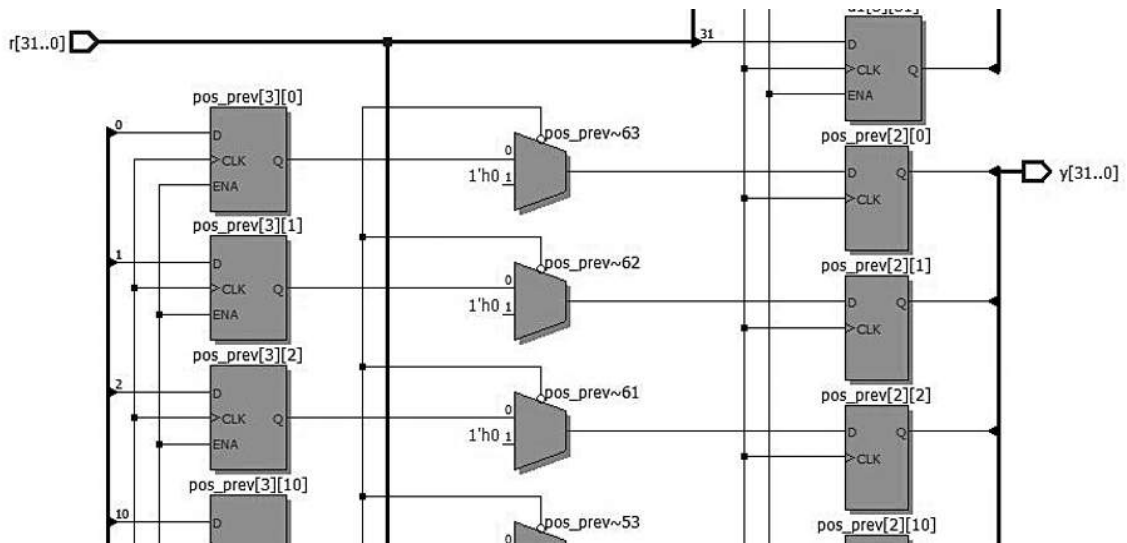 r[31..0]
31
D
CLK
Q
ENA
pos_prev[3][0]
0
D
CLK
Q
ENA
pos_prev~63
0
1'h0 1
pos_prev[2][0]
D
Q
CLK
y[31..0]
pos_prev[3][1]
1
D
CLK
Q
ENA
pos_prev~62
0
1'h0 1
pos_prev[2][1]
D
Q
CLK
pos_prev[3][2]
2
D
CLK
Q
ENA
pos_prev~61
0
1'h0 1
pos_prev[2][2]
D
Q
CLK
pos_prev[3][10]
10
D
pos_prev~53
0
pos_prev[2][10]